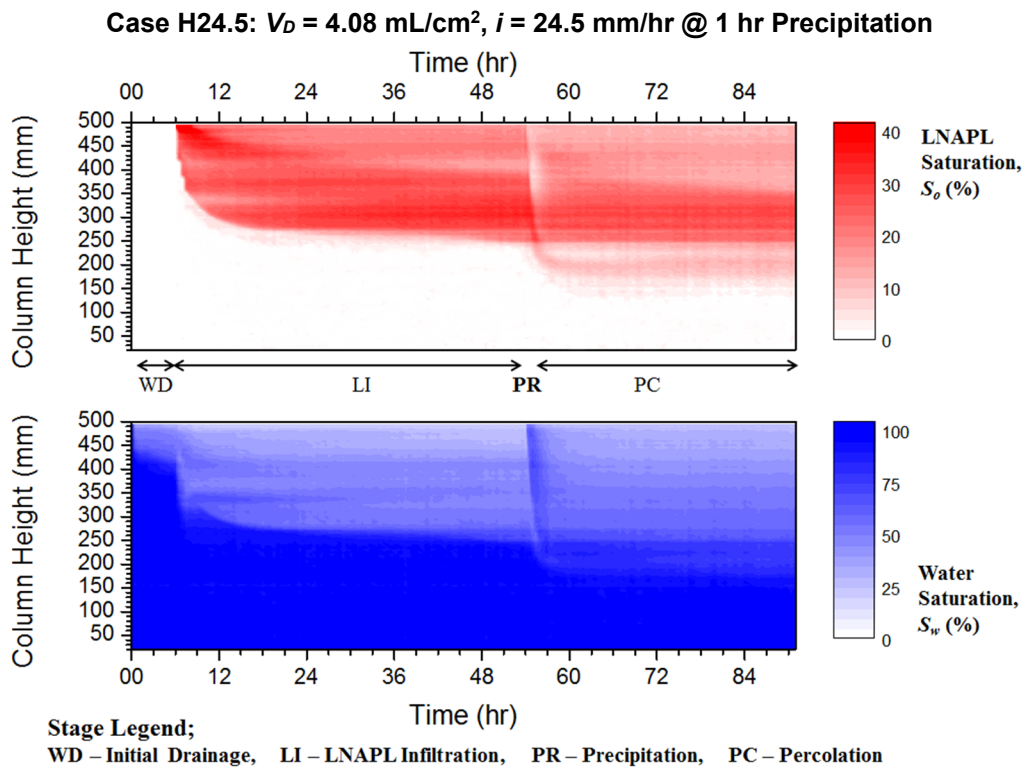 Case H24.5: V_D = 4.08 mL/cm², i = 24.5 mm/hr @ 1 hr Precipitation
Time (hr)
00 12 24 36 48 60 72 84
Column Height (mm)
500
450
400
350
300
250
200
150
100
50
LNAPL
Saturation,
S_o (%)
40
30
20
10
0
WD LI PR PC
Column Height (mm)
500
450
400
350
300
250
200
150
100
50
100
75
50
25
0
Water
Saturation,
S_w (%)
00 12 24 36 48 60 72 84
Time (hr)
Stage Legend;
WD – Initial Drainage, LI – LNAPL Infiltration, PR – Precipitation, PC – Percolation